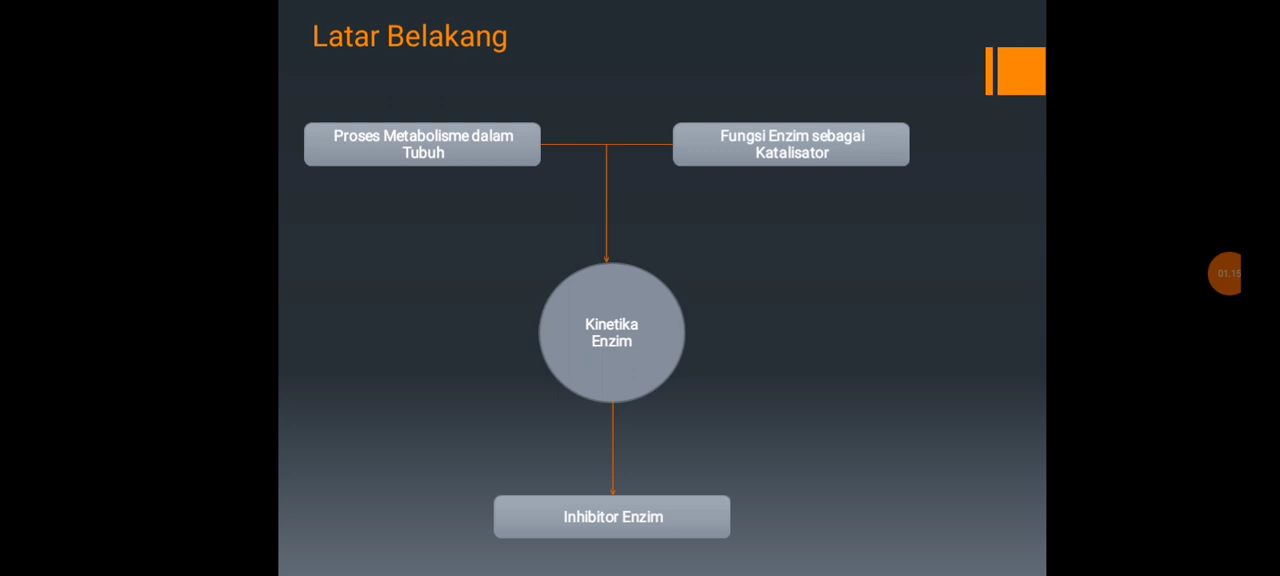 Latar Belakang
Proses Metabolisme dalam
Tubuh
Fungsi Enzim sebagai
Katalisator
Kinetika
Enzim
01.15
Inhibitor Enzim